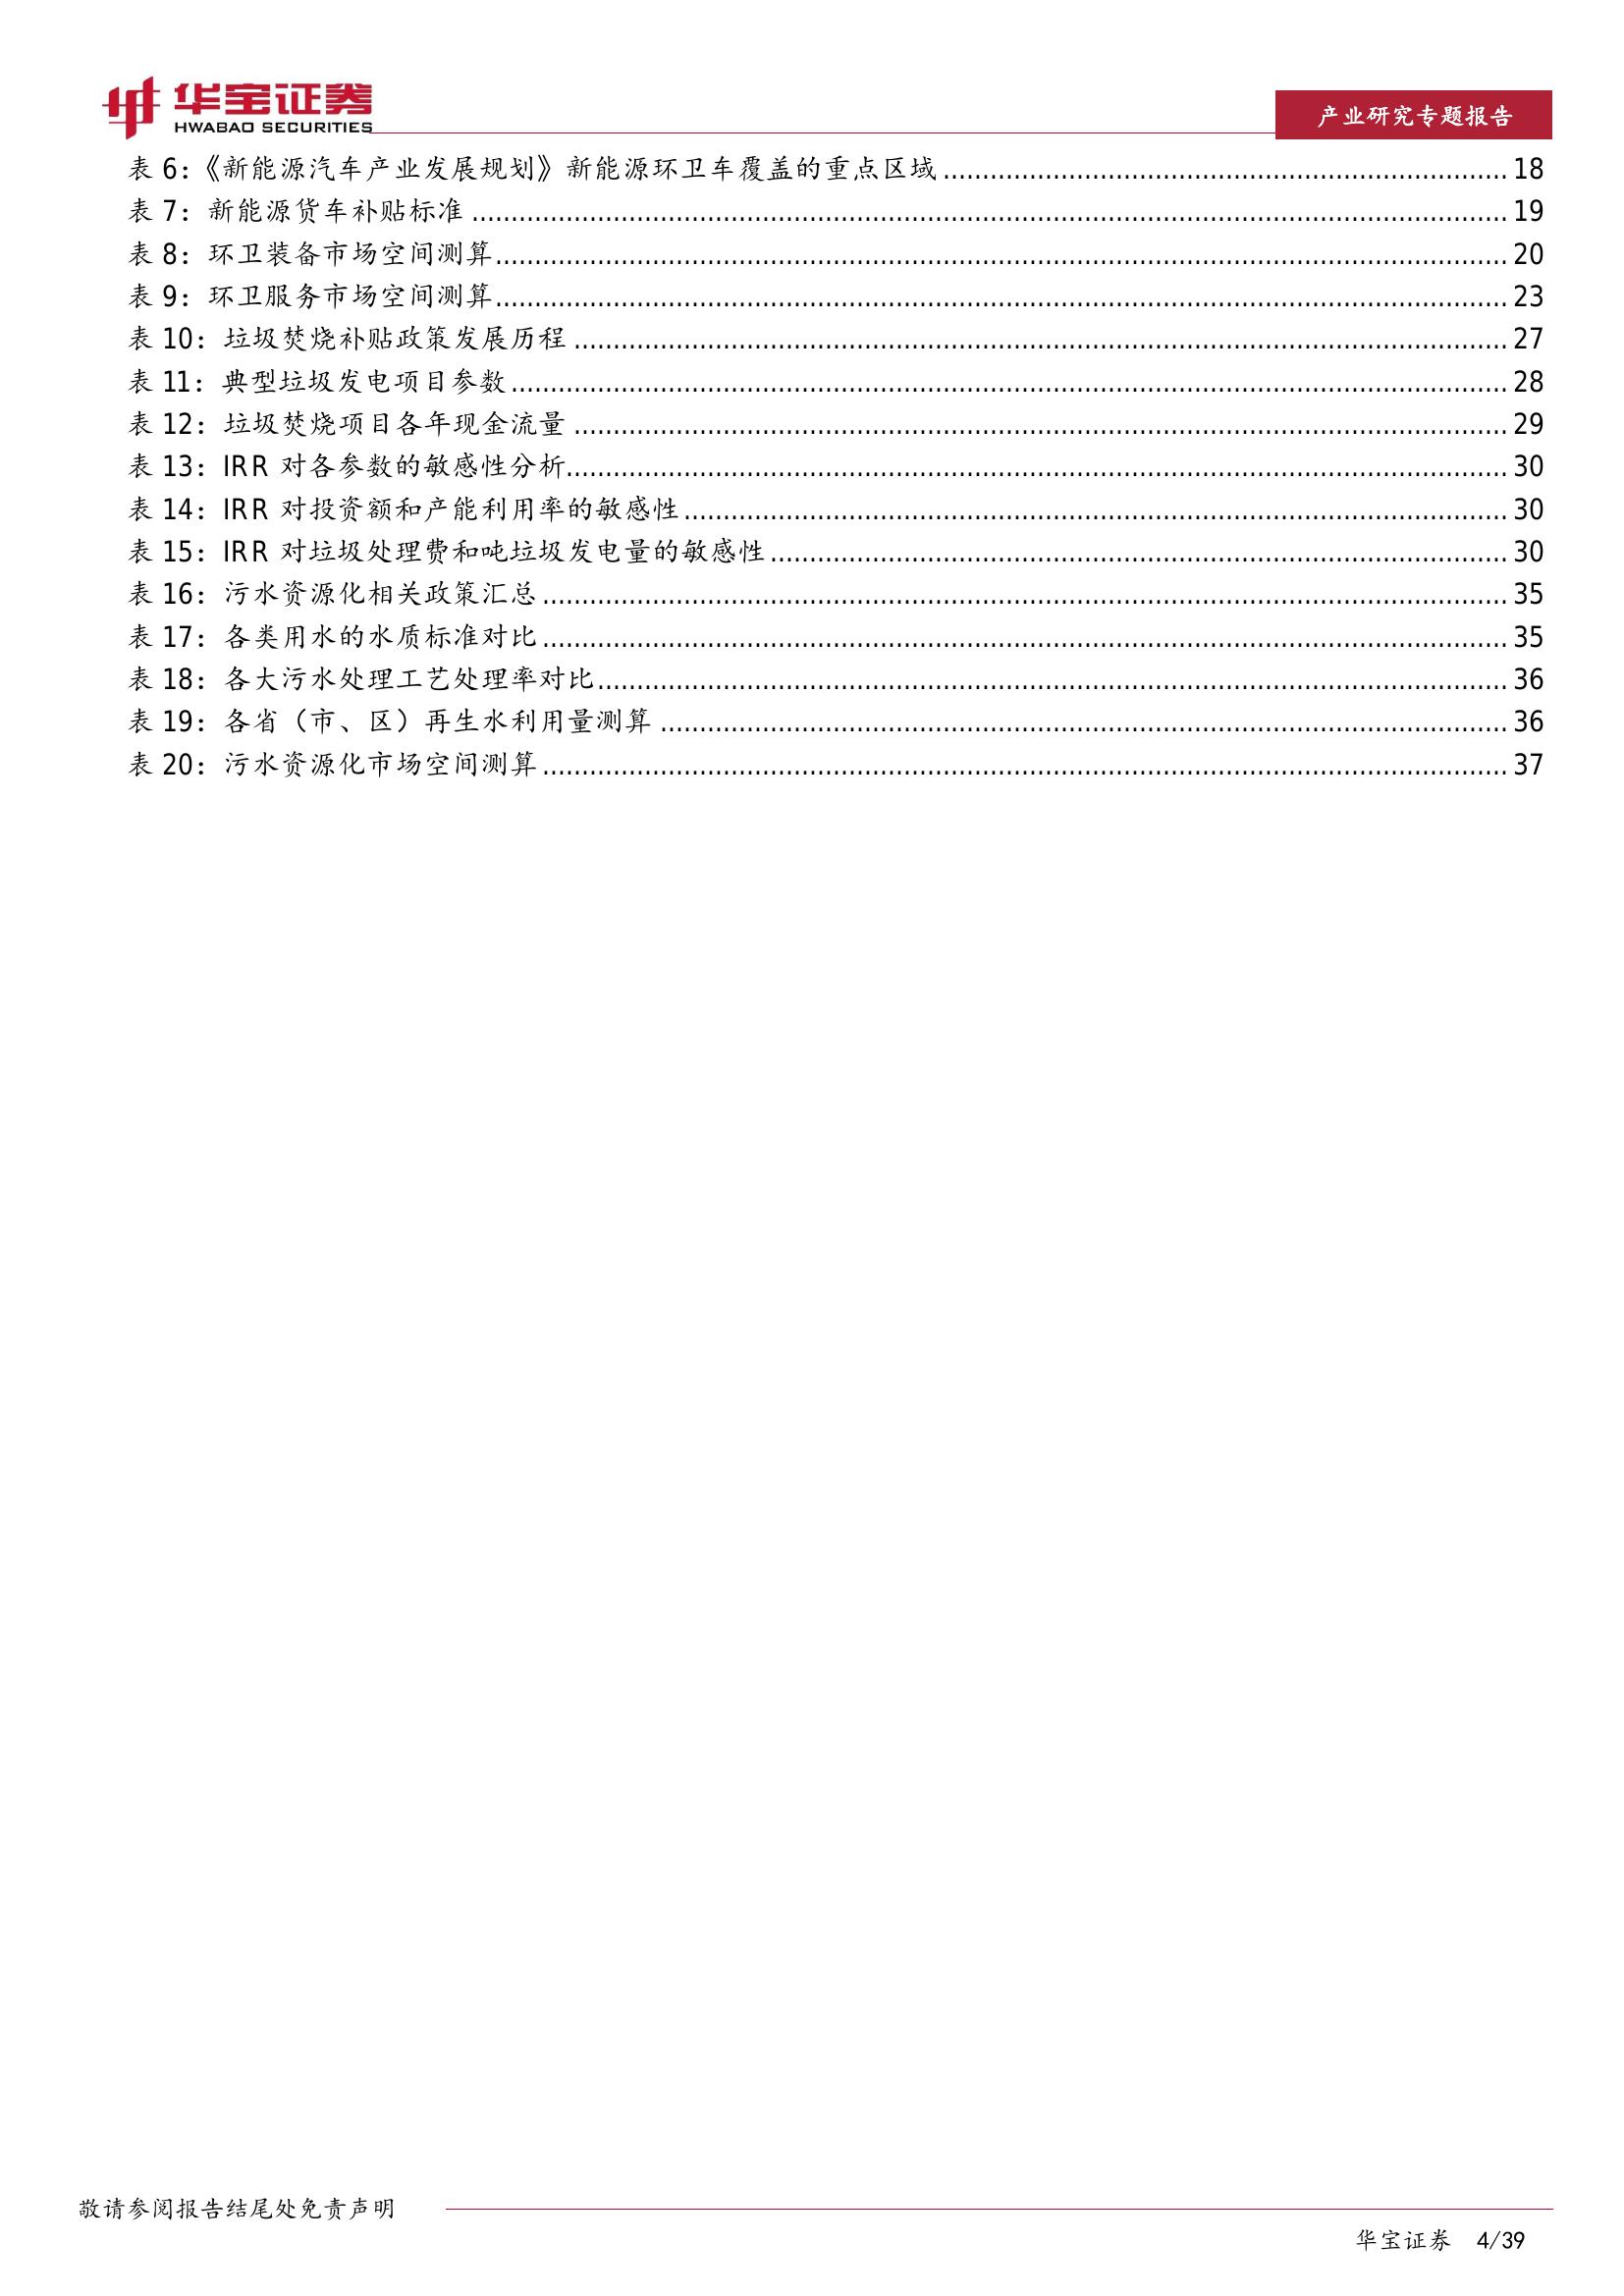 华宝证券
HWABAO SECURITIES
产业研究专题报告
表 6:《新能源汽车产业发展规划》新能源环卫车覆盖的重点区域 ........................ 18
表 7：新能源货车补贴标准 ........................ 19
表 8：环卫装备市场空间测算 ........................ 20
表 9：环卫服务市场空间测算 ........................ 23
表 10：垃圾焚烧补贴政策发展历程 ........................ 27
表 11：典型垃圾发电项目参数 ........................ 28
表 12：垃圾焚烧项目各年现金流量 ........................ 29
表 13：IRR 对各参数的敏感性分析 ........................ 30
表 14：IRR 对投资额和产能利用率的敏感性 ........................ 30
表 15：IRR 对垃圾处理费和吨垃圾发电量的敏感性 ........................ 30
表 16：污水资源化相关政策汇总 ........................ 35
表 17：各类用水的水质标准对比 ........................ 35
表 18：各大污水处理工艺处理率对比 ........................ 36
表 19：各省（市、区）再生水利用量测算 ........................ 36
表 20：污水资源化市场空间测算 ........................ 37
敬请参阅报告结尾处免责声明
华宝证券 4/39